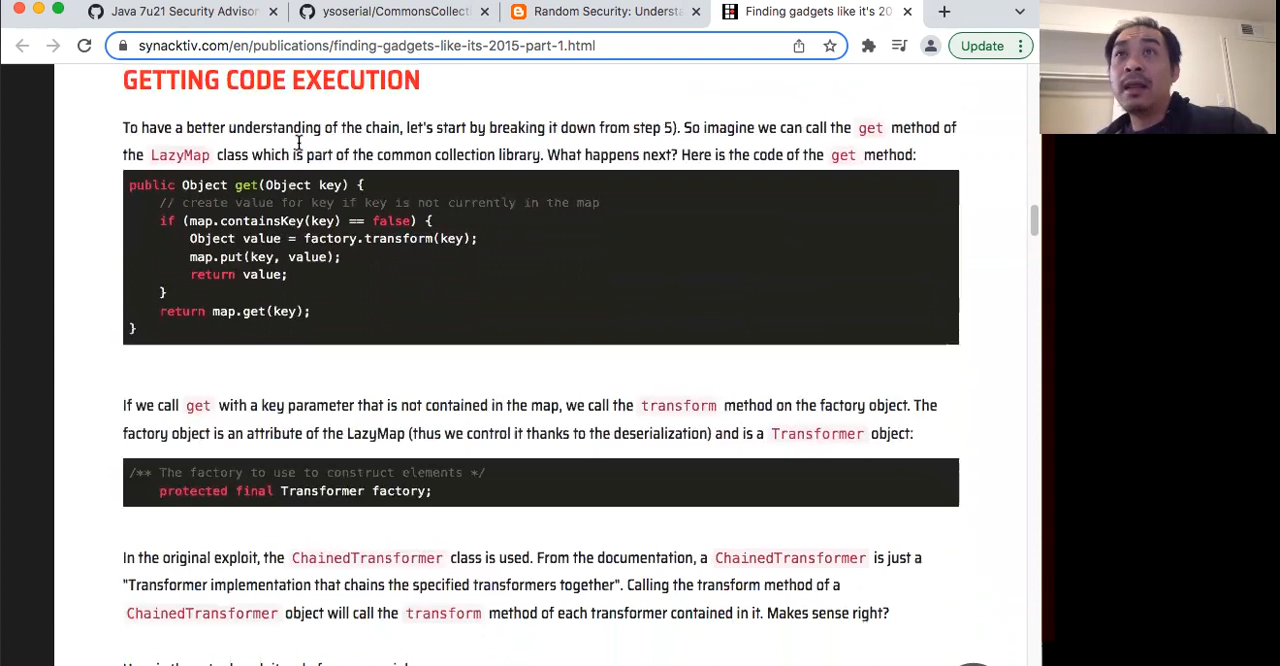 Java 7u21 Security Advisor
ysoserial/CommonsCollecti
Random Security: Understa
Finding gadgets like it's 20
synacktiv.com/en/publications/finding-gadgets-like-its-2015-part-1.html
Update
GETTING CODE EXECUTION
To have a better understanding of the chain, let's start by breaking it down from step 5). So imagine we can call the get method of
the LazyMap class which is part of the common collection library. What happens next? Here is the code of the get method:
public Object get(Object key) {
// create value for key if key is not currently in the map
if (map.containsKey(key) == false) {
Object value = factory.transform(key);
map.put(key, value);
return value;
}
return map.get(key);
}
If we call get with a key parameter that is not contained in the map, we call the transform method on the factory object. The
factory object is an attribute of the LazyMap (thus we control it thanks to the deserialization) and is a Transformer object:
/** The factory to use to construct elements */
protected final Transformer factory;
In the original exploit, the ChainedTransformer class is used. From the documentation, a ChainedTransformer is just a
"Transformer implementation that chains the specified transformers together". Calling the transform method of a
ChainedTransformer object will call the transform method of each transformer contained in it. Makes sense right?